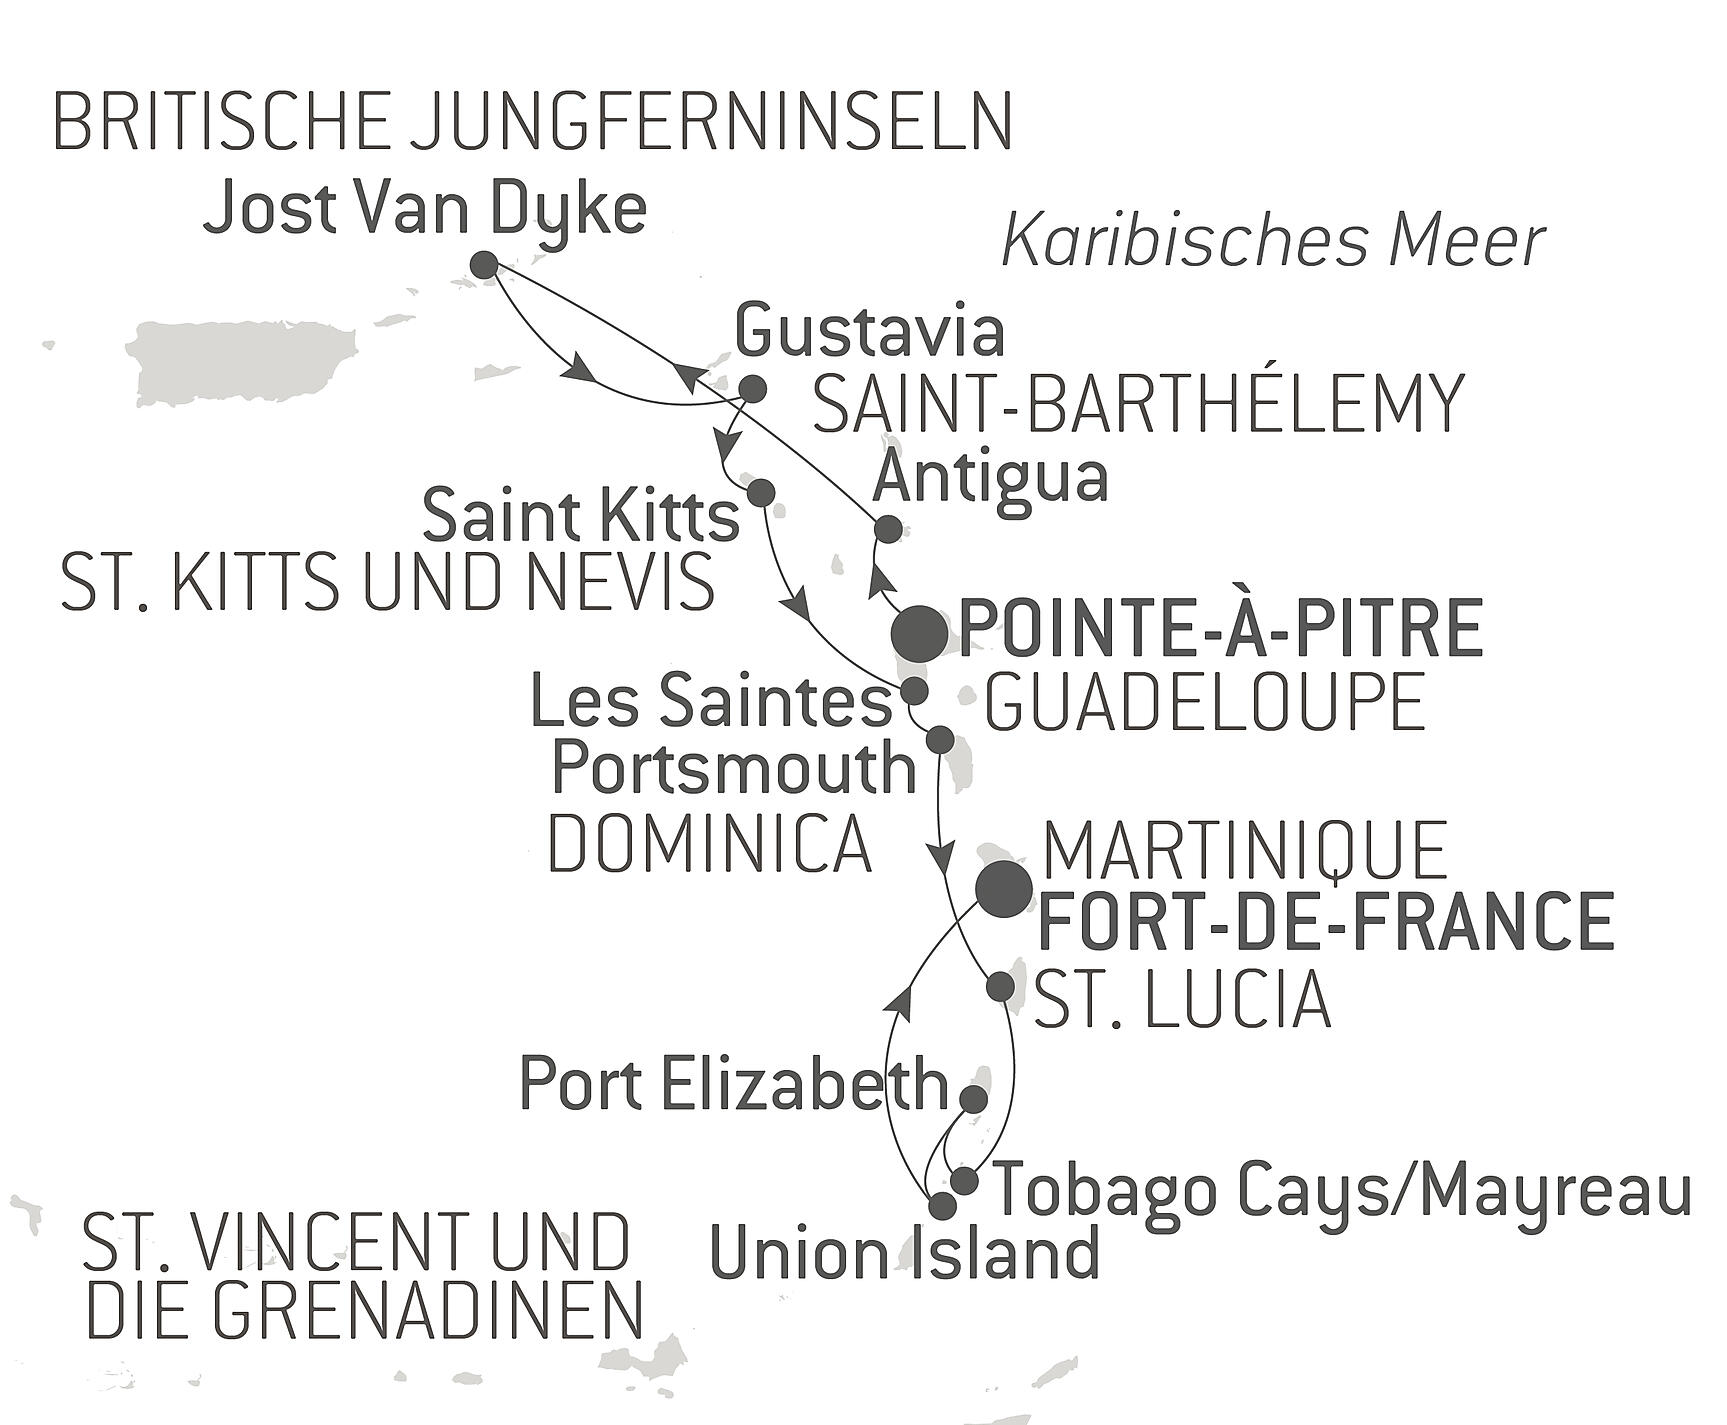 BRITISCHE JUNGFERNINSELN
Jost Van Dyke
Karibisches Meer
Gustavia
SAINT-BARTHÉLEMY
Antigua
Saint Kitts
ST. KITTS UND NEVIS
POINTE-À-PITRE
GUADELOUPE
Les Saintes
Portsmouth
DOMINICA
MARTINIQUE
FORT-DE-FRANCE
ST. LUCIA
Port Elizabeth
Tobago Cays/Mayreau
Union Island
ST. VINCENT UND
DIE GRENADINEN